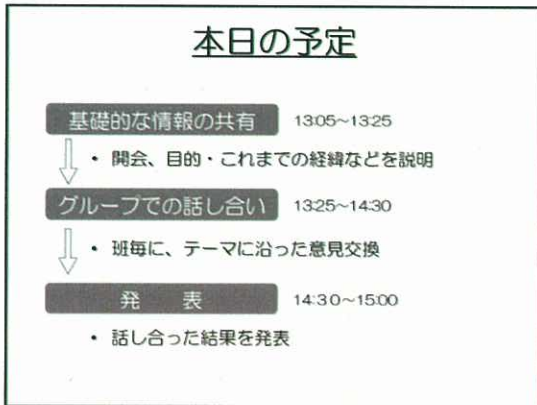 本日の予定
基礎的な情報の共有 13:05~13:25
・ 開会、目的・これまでの経緯などを説明
グループでの話し合い 13:25~14:30
・ 班毎に、テーマに沿った意見交換
発　表 14:30~15:00
・ 話し合った結果を発表